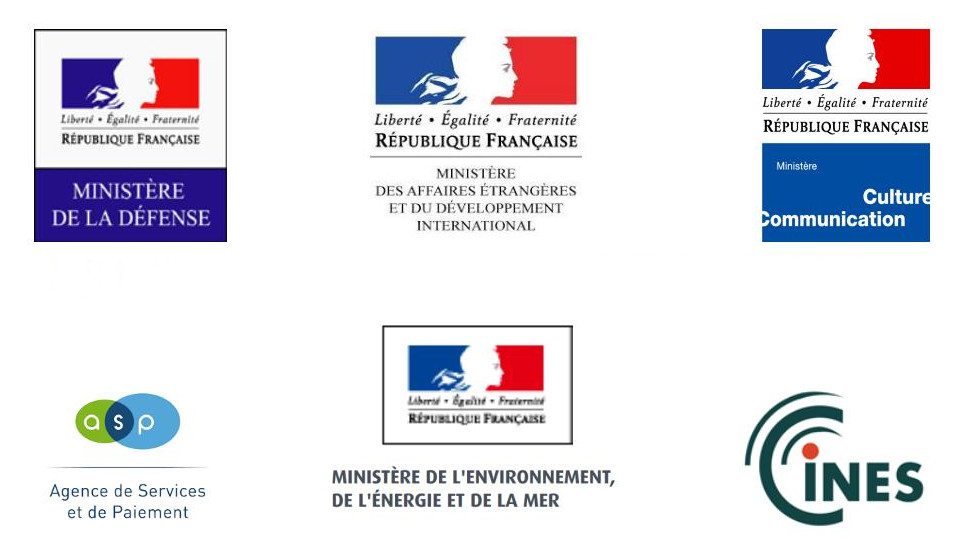 Liberté • Égalité • Fraternité
RÉPUBLIQUE FRANÇAISE
MINISTÈRE
DE LA DÉFENSE
Liberté • Égalité • Fraternité
RÉPUBLIQUE FRANÇAISE
MINISTÈRE
DES AFFAIRES ÉTRANGÈRES
ET DU DÉVELOPPEMENT
INTERNATIONAL
Liberté • Égalité • Fraternité
RÉPUBLIQUE FRANÇAISE
Ministère
Culture
Communication
asp
Agence de Services
et de Paiement
Liberté • Égalité • Fraternité
RÉPUBLIQUE FRANÇAISE
MINISTÈRE DE L'ENVIRONNEMENT,
DE L'ÉNERGIE ET DE LA MER
CiNES